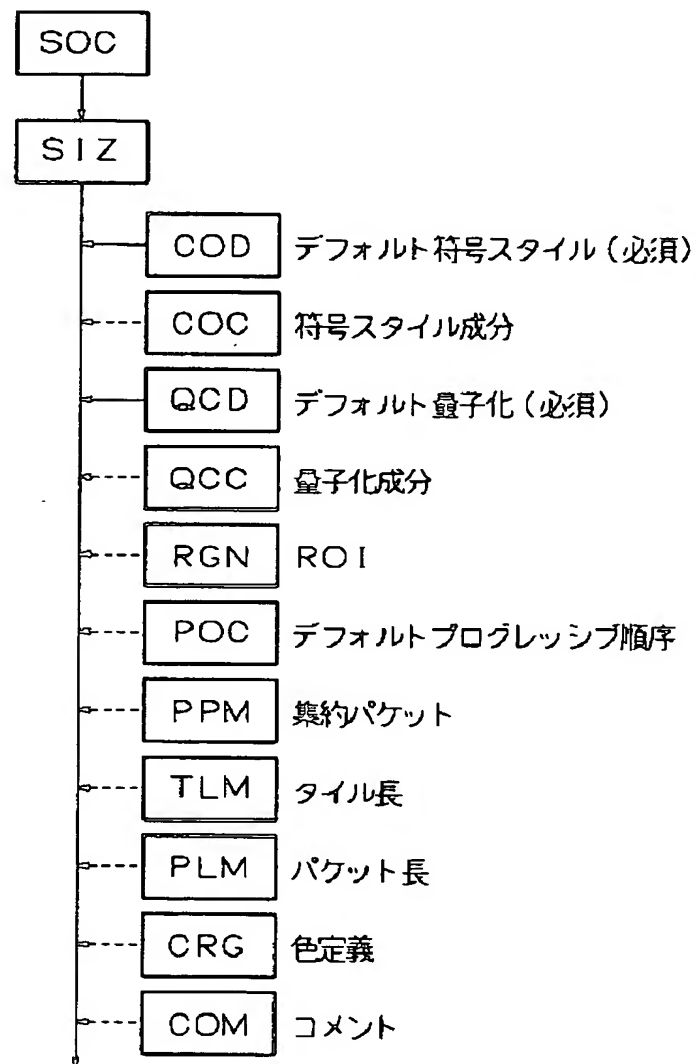 SOC
SIZ
COD デフォルト符号スタイル(必須)
COC 符号スタイル成分
QCD デフォルト量子化(必須)
QCC 量子化成分
RGN ROI
POC デフォルトプログレッシブ順序
PPM 集約パケット
TLM タイル長
PLM パケット長
CRG 色定義
COM コメント